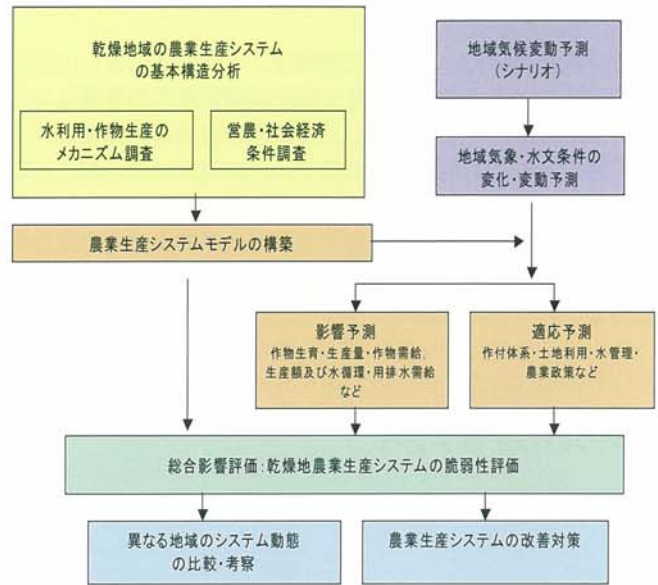 乾燥地域の農業生産システム
の基本構造分析
水利用・作物生産の
メカニズム調査
営農・社会経済
条件調査
地域気候変動予測
(シナリオ)
地域気象・水文条件の
変化・変動予測
農業生産システムモデルの構築
影響予測
作物生育・生産量・作物需給,
生産額及び水循環・用排水需給
など
適応予測
作付体系・土地利用・水管理・
農業政策など
総合影響評価:乾燥地農業生産システムの脆弱性評価
異なる地域のシステム動態
の比較・考察
農業生産システムの改善対策